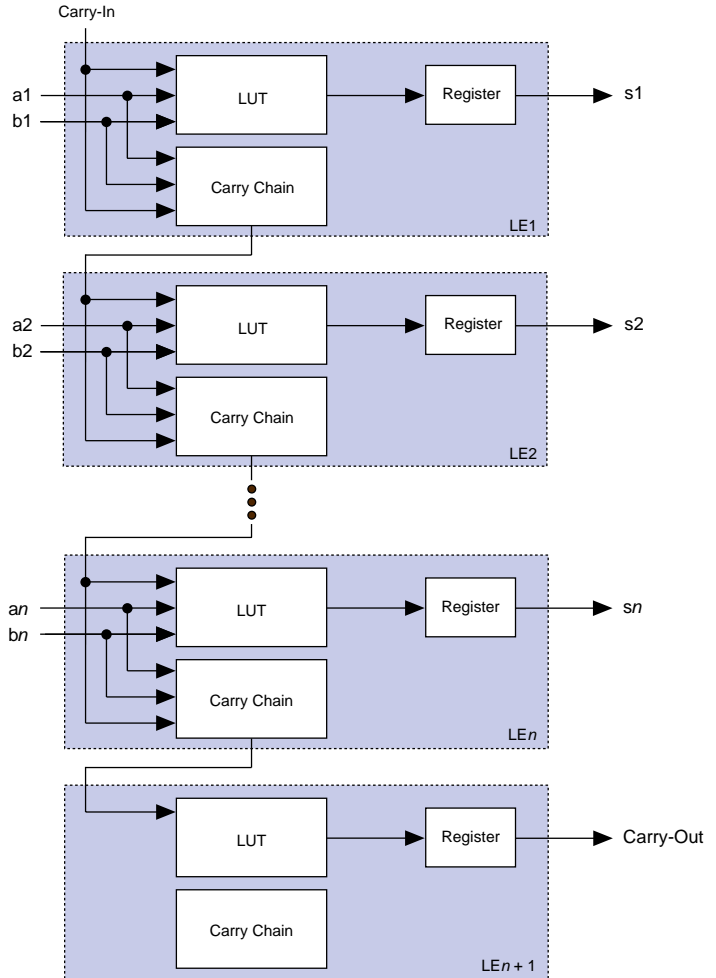 Carry-In
a1
b1
LUT
Register
s1
Carry Chain
LE1
a2
b2
LUT
Register
s2
Carry Chain
LE2
an
bn
LUT
Register
sn
Carry Chain
LEn
LUT
Register
Carry-Out
Carry Chain
LEn + 1